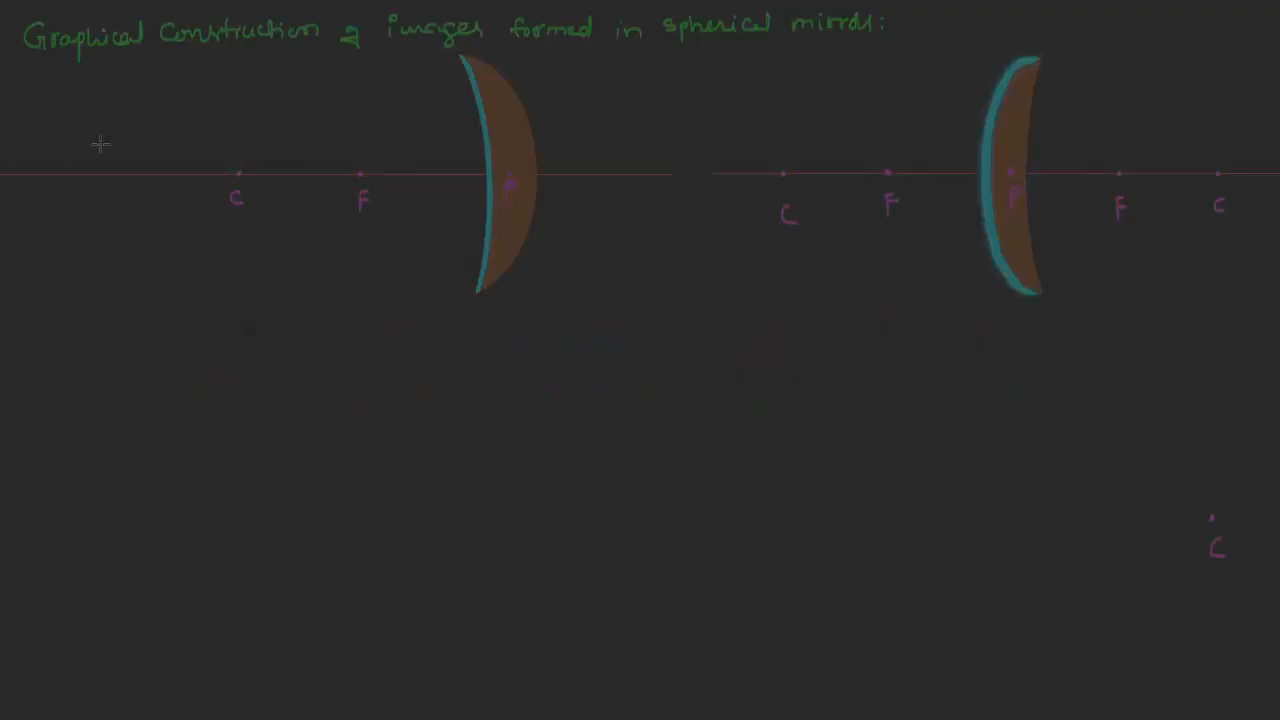 Graphical Construction of images formed in spherical mirrors:
C F P C F P F C
C